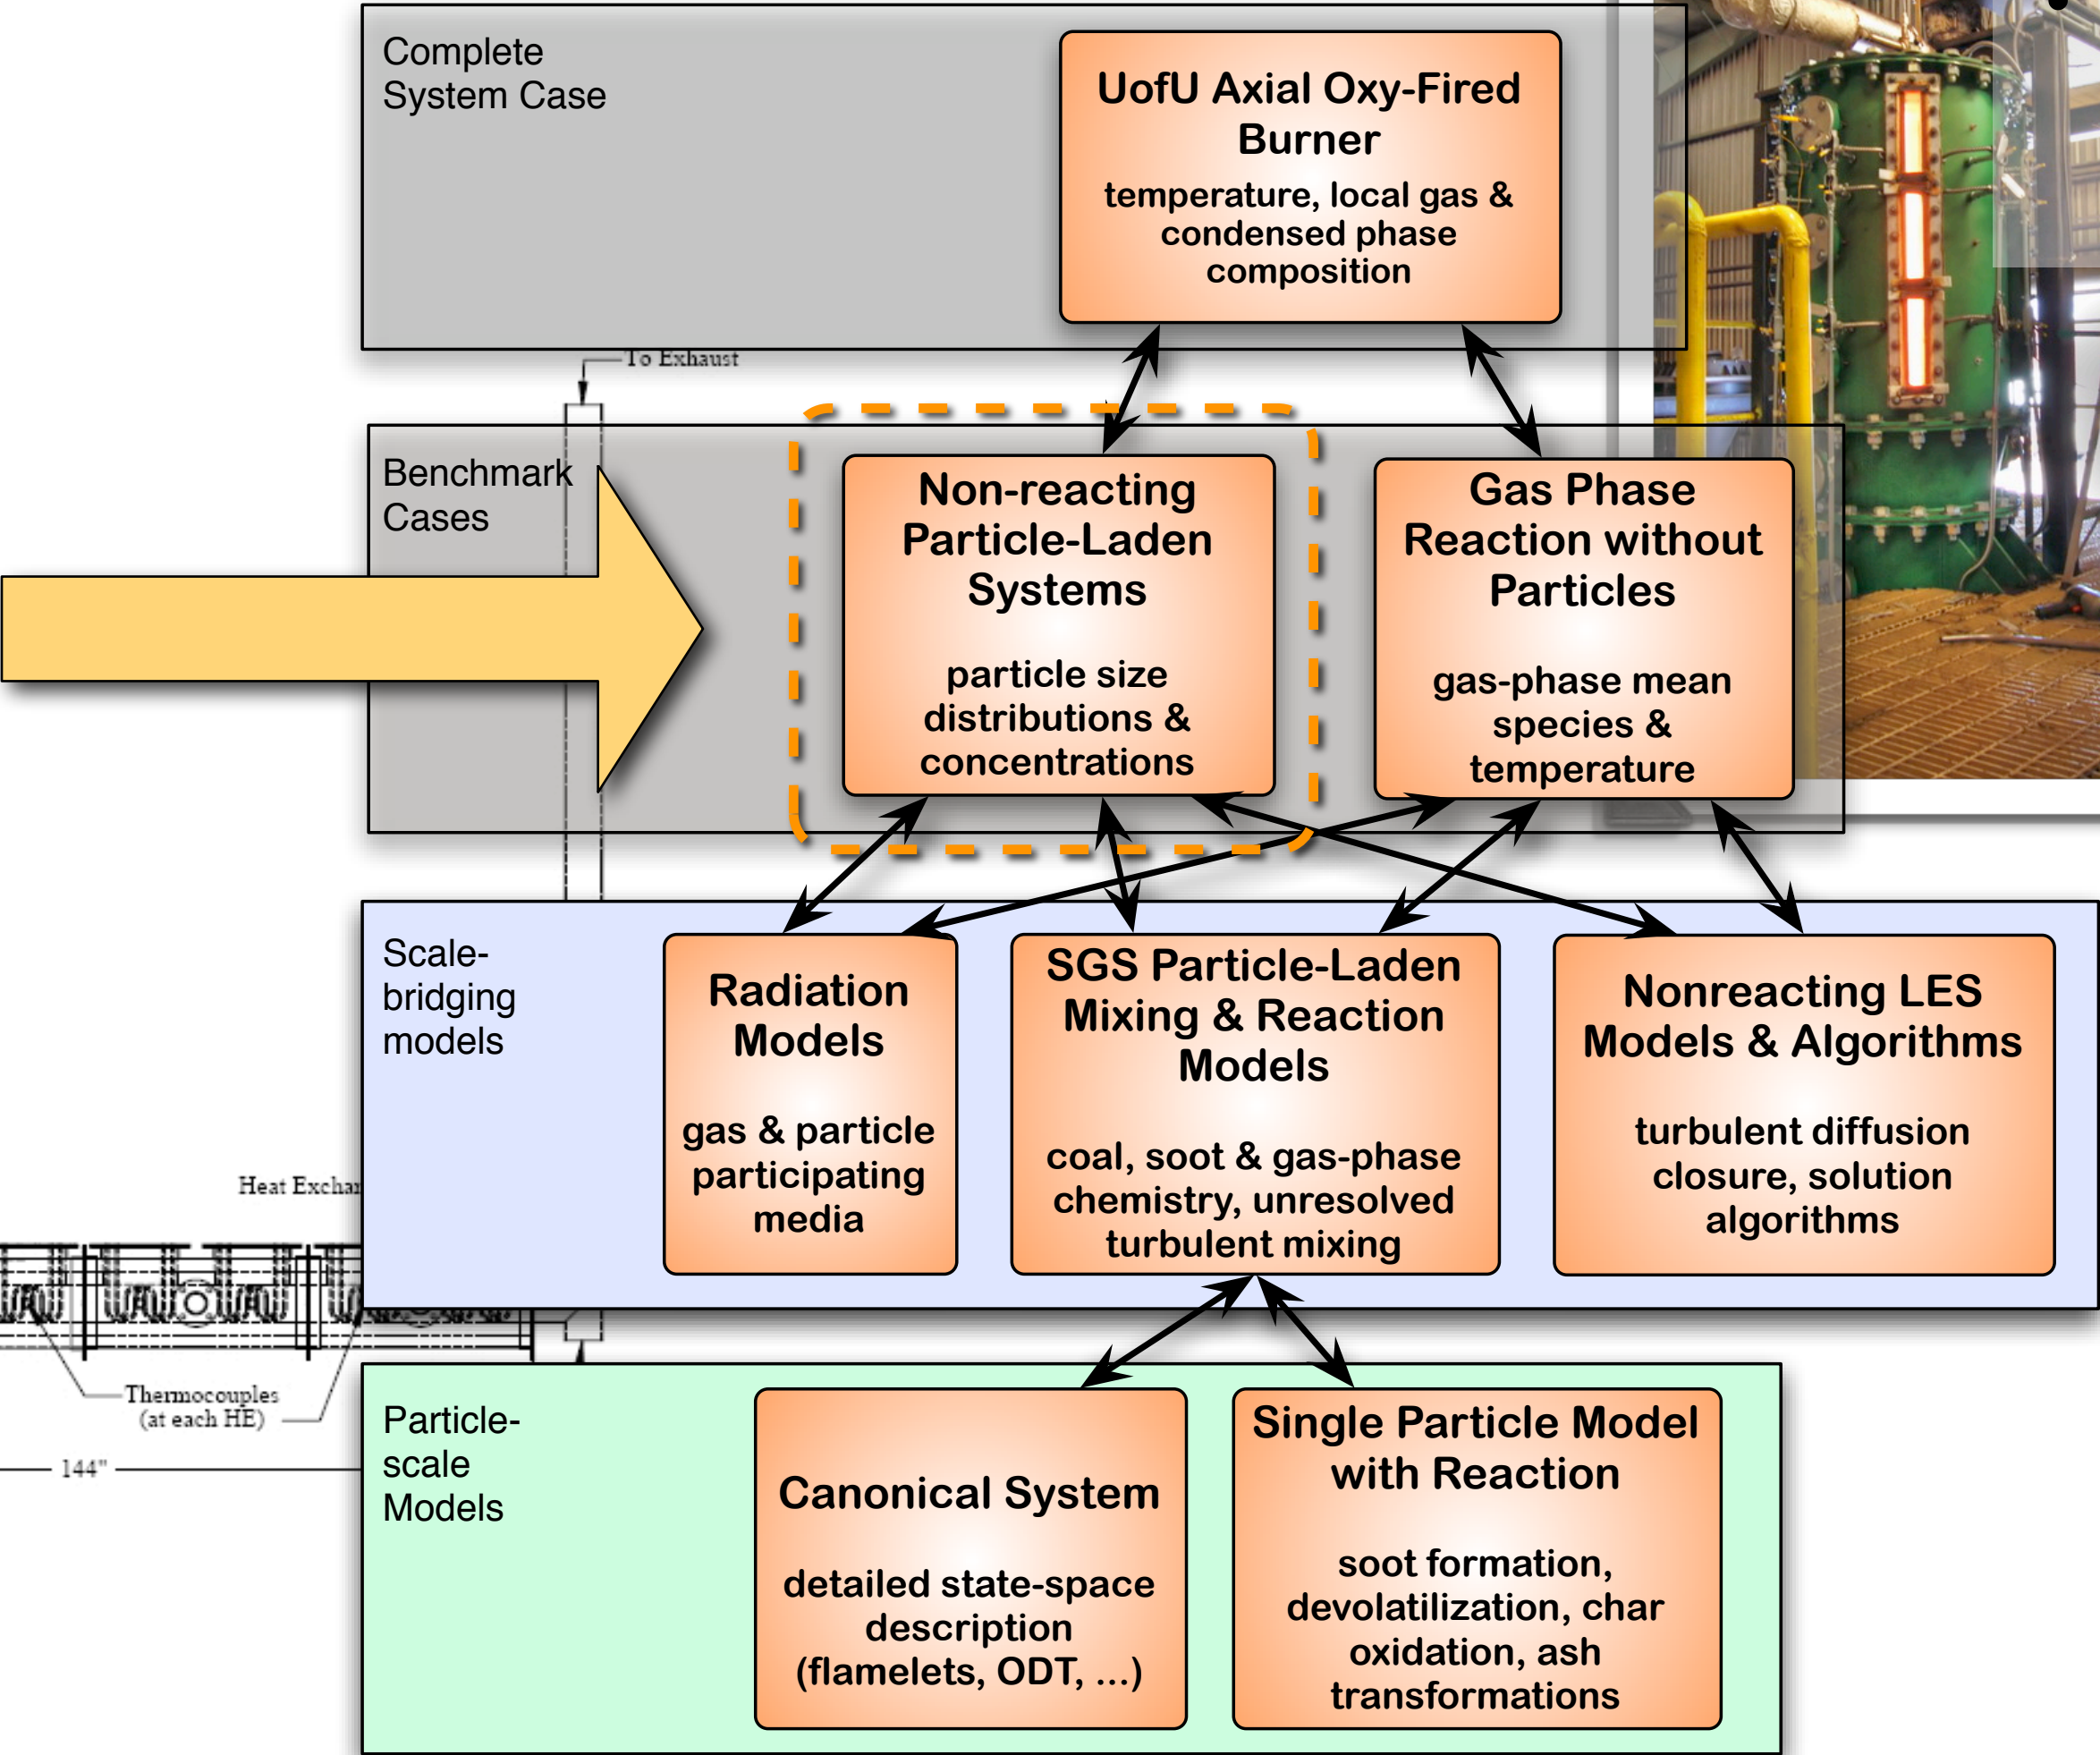 Complete
System Case
UofU Axial Oxy-Fired
Burner
temperature, local gas &
condensed phase
composition
To Exhaust
Benchmark
Cases
Non-reacting
Particle-Laden
Systems
particle size
distributions &
concentrations
Gas Phase
Reaction without
Particles
gas-phase mean
species &
temperature
Scale-
bridging
models
Radiation
Models
gas & particle
participating
media
SGS Particle-Laden
Mixing & Reaction
Models
coal, soot & gas-phase
chemistry, unresolved
turbulent mixing
Nonreacting LES
Models & Algorithms
turbulent diffusion
closure, solution
algorithms
Heat Exchan
Thermocouples
(at each HE)
144"
Particle-
scale
Models
Canonical System
detailed state-space
description
(flamelets, ODT, ...)
Single Particle Model
with Reaction
soot formation,
devolatilization, char
oxidation, ash
transformations